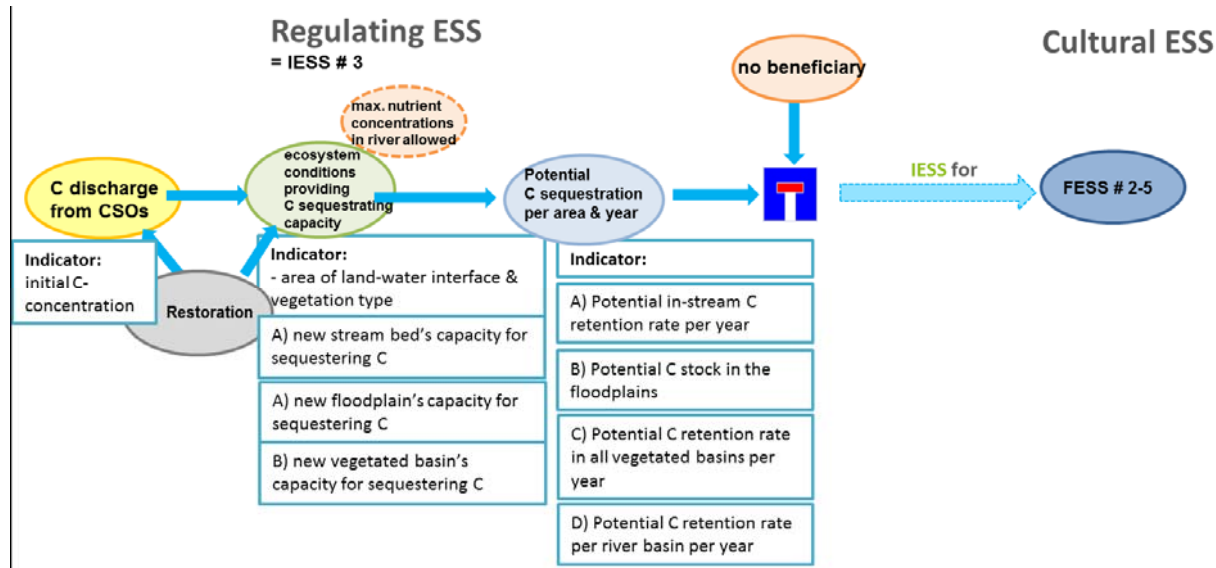 Regulating ESS
= IESS # 3
Cultural ESS
no beneficiary
max. nutrient
concentrations
in river allowed
C discharge
from CSOs
ecosystem
conditions
providing
C sequestrating
capacity
Potential
C sequestration
per area & year
IESS for
FESS # 2-5
Indicator:
initial C-
concentration
Restoration
Indicator:
- area of land-water interface &
vegetation type
A) new stream bed's capacity for
sequestering C
A) new floodplain's capacity for
sequestering C
B) new vegetated basin's
capacity for sequestering C
Indicator:
A) Potential in-stream C
retention rate per year
B) Potential C stock in the
floodplains
C) Potential C retention rate
in all vegetated basins per
year
D) Potential C retention rate
per river basin per year